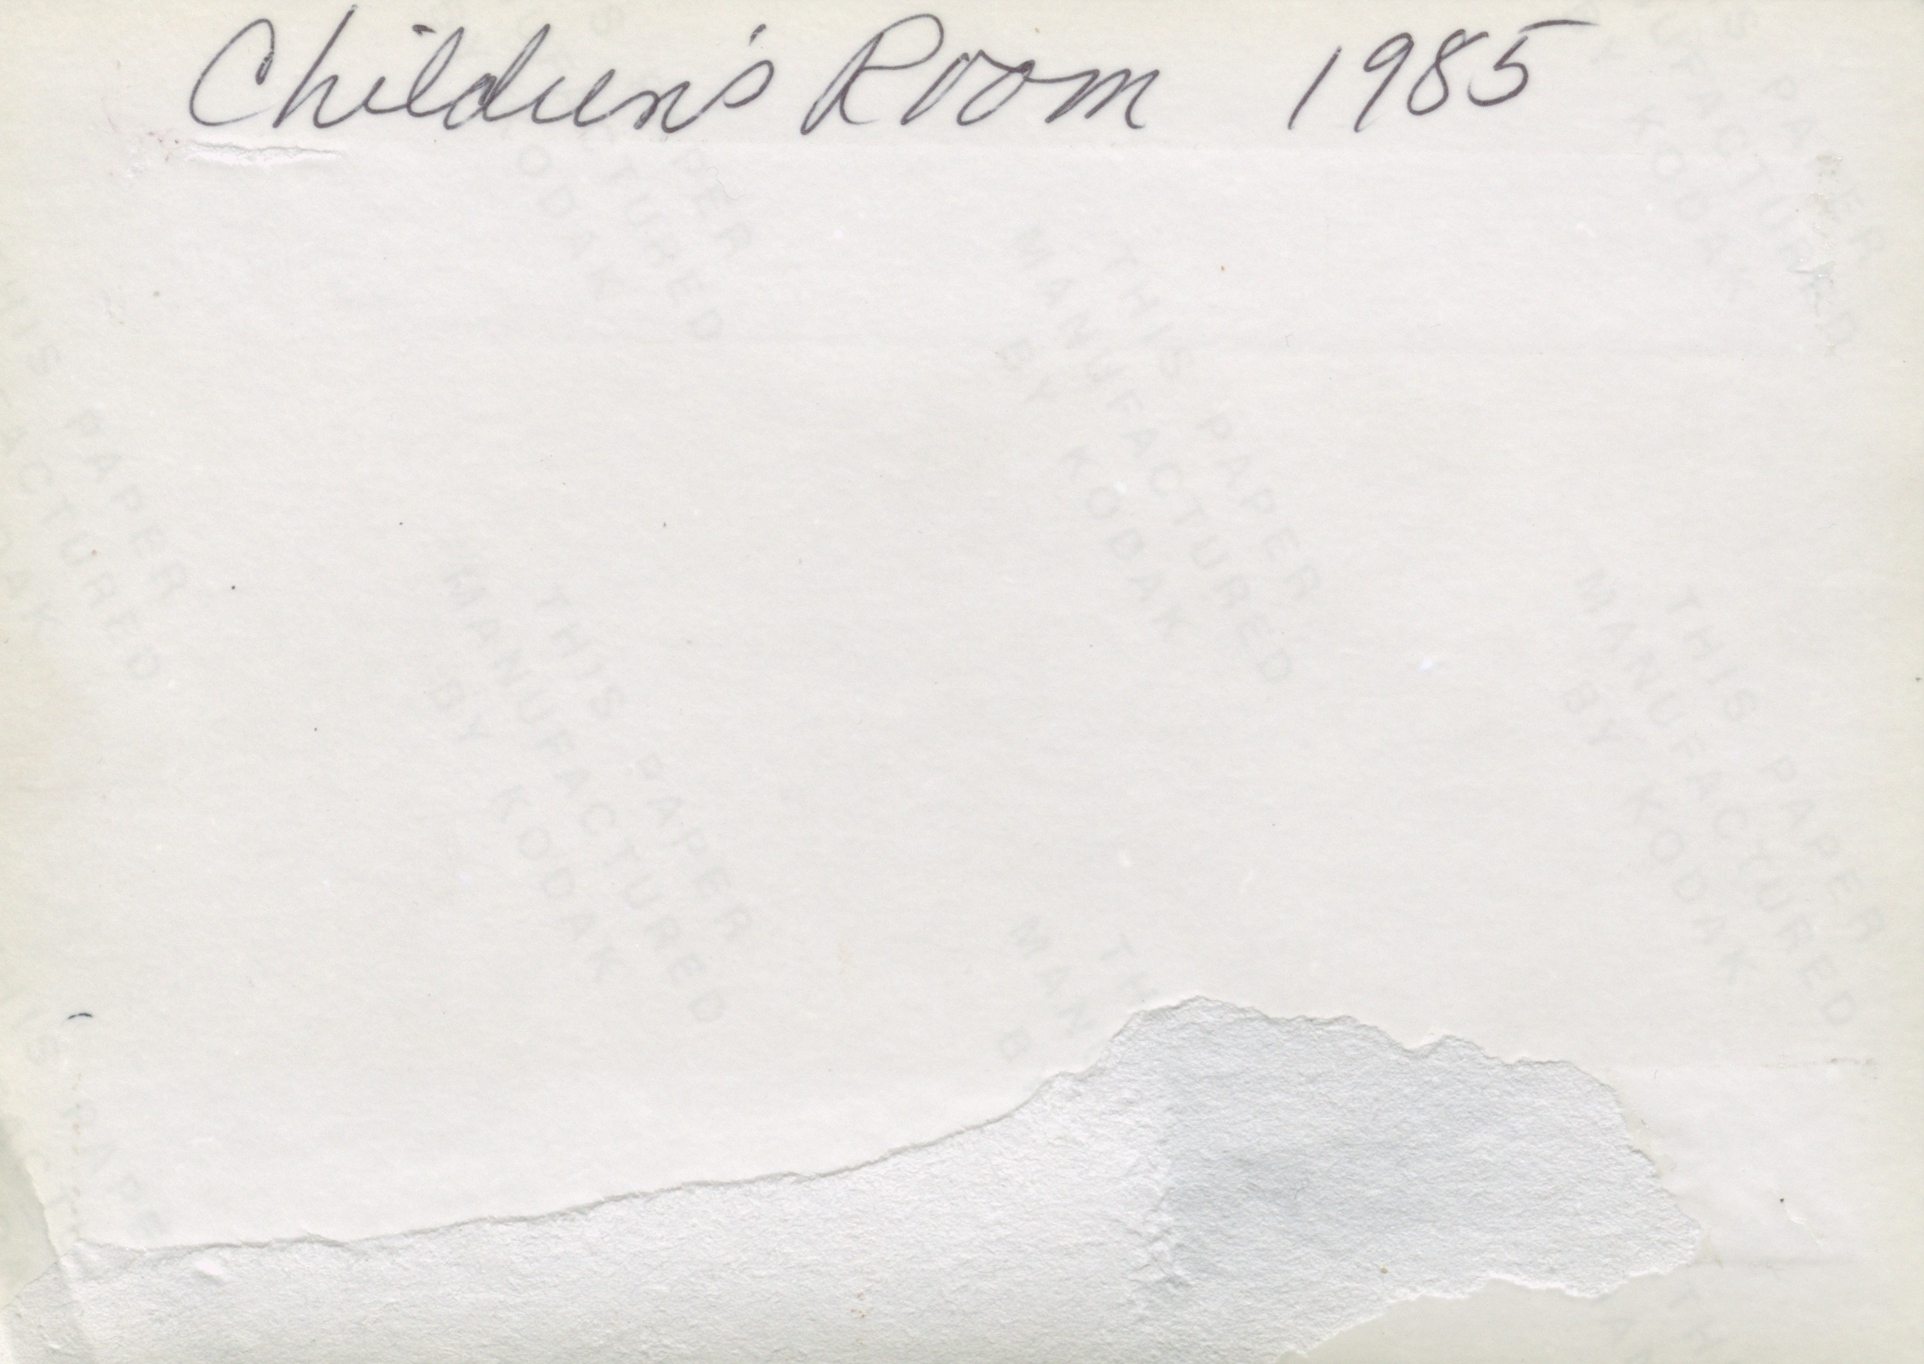 Children's Room 1985
THIS PAPER
MANUFACTURED
BY KODAK